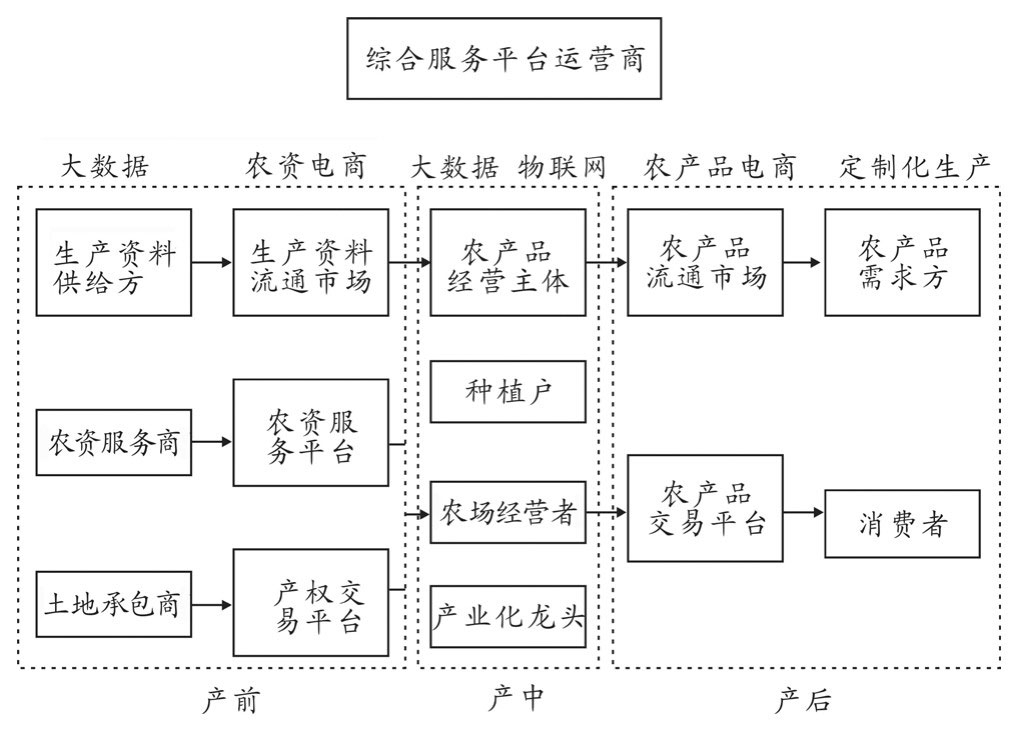 综合服务平台运营商
大数据
农资电商
大数据 物联网
农产品电商
定制化生产
生产资料
供给方
生产资料
流通市场
农产品
经营主体
农产品
流通市场
农产品
需求方
种植户
农资服务商
农资服
务平台
农场经营者
农产品
交易平台
消费者
土地承包商
产权交
易平台
产业化龙头
产前
产中
产后